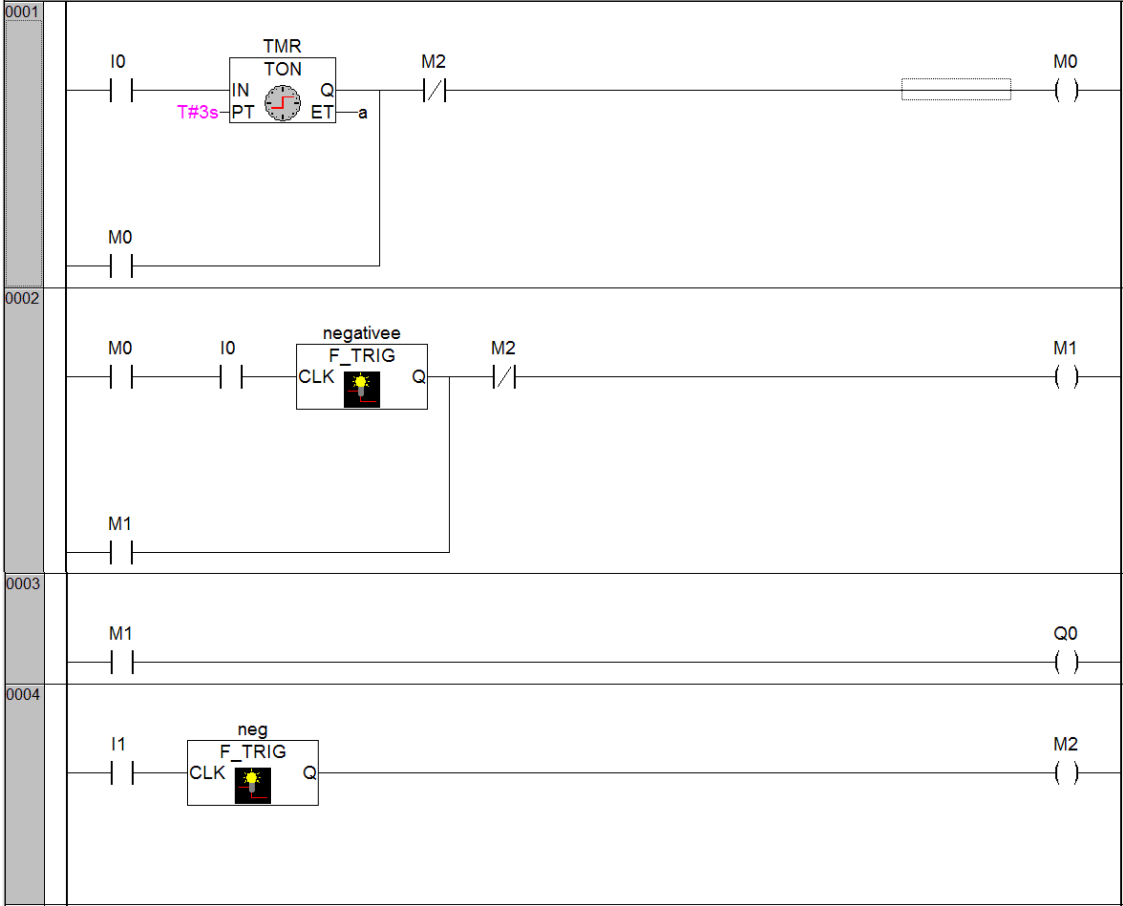 0001
TMR
I0 TON M2 M0
IN Q
T#3s PT ET a
M0
0002
negativee
M0 I0 F_TRIG M2 M1
CLK Q
M1
0003
M1 Q0
0004
neg
I1 F_TRIG M2
CLK Q